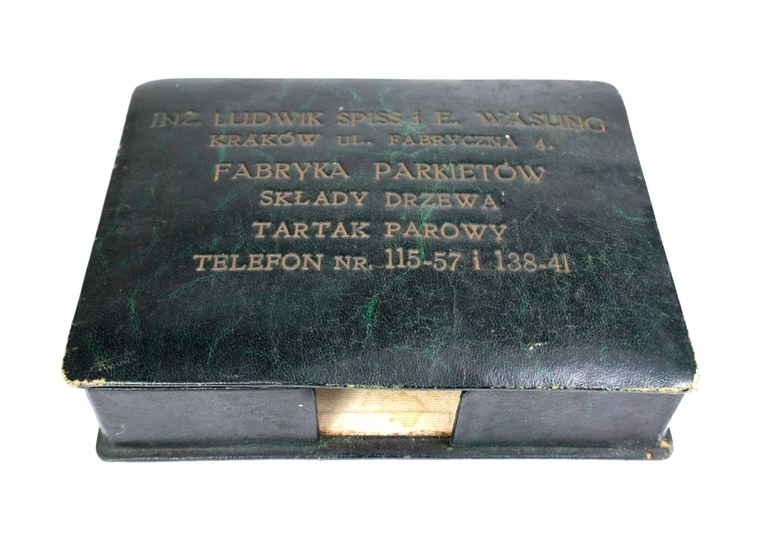 INŻ. LUDWIK SPISS i E. WASUNG
KRAKÓW UL. FABRYCZNA 4.
FABRYKA PARKIETÓW
SKŁADY DRZEWA
TARTAK PAROWY
TELEFON NR. 115-57 i 138-41